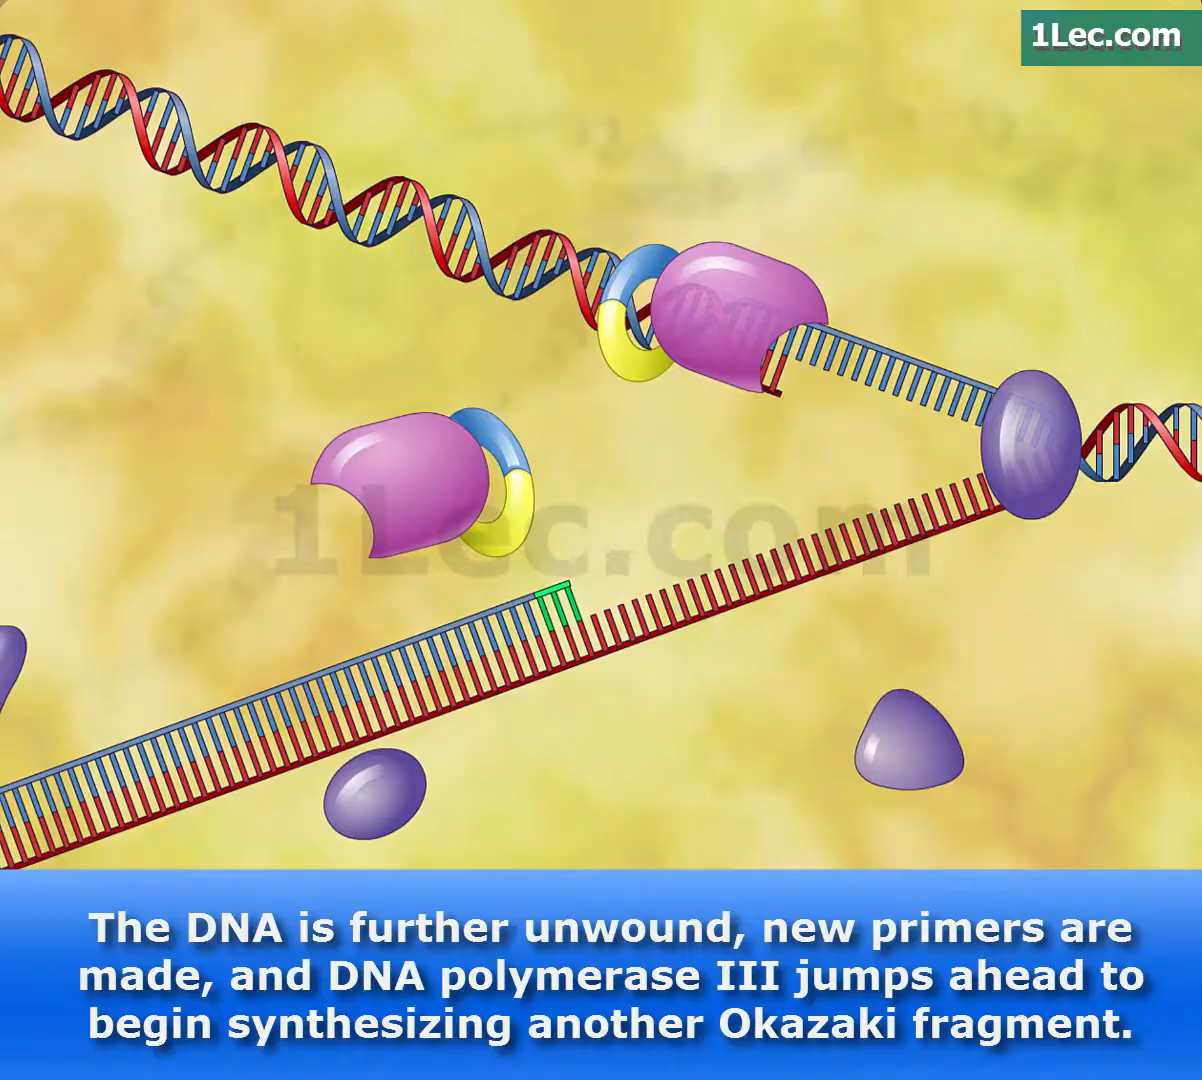 1Lec.com
1Lec.com
The DNA is further unwound, new primers are
made, and DNA polymerase III jumps ahead to
begin synthesizing another Okazaki fragment.